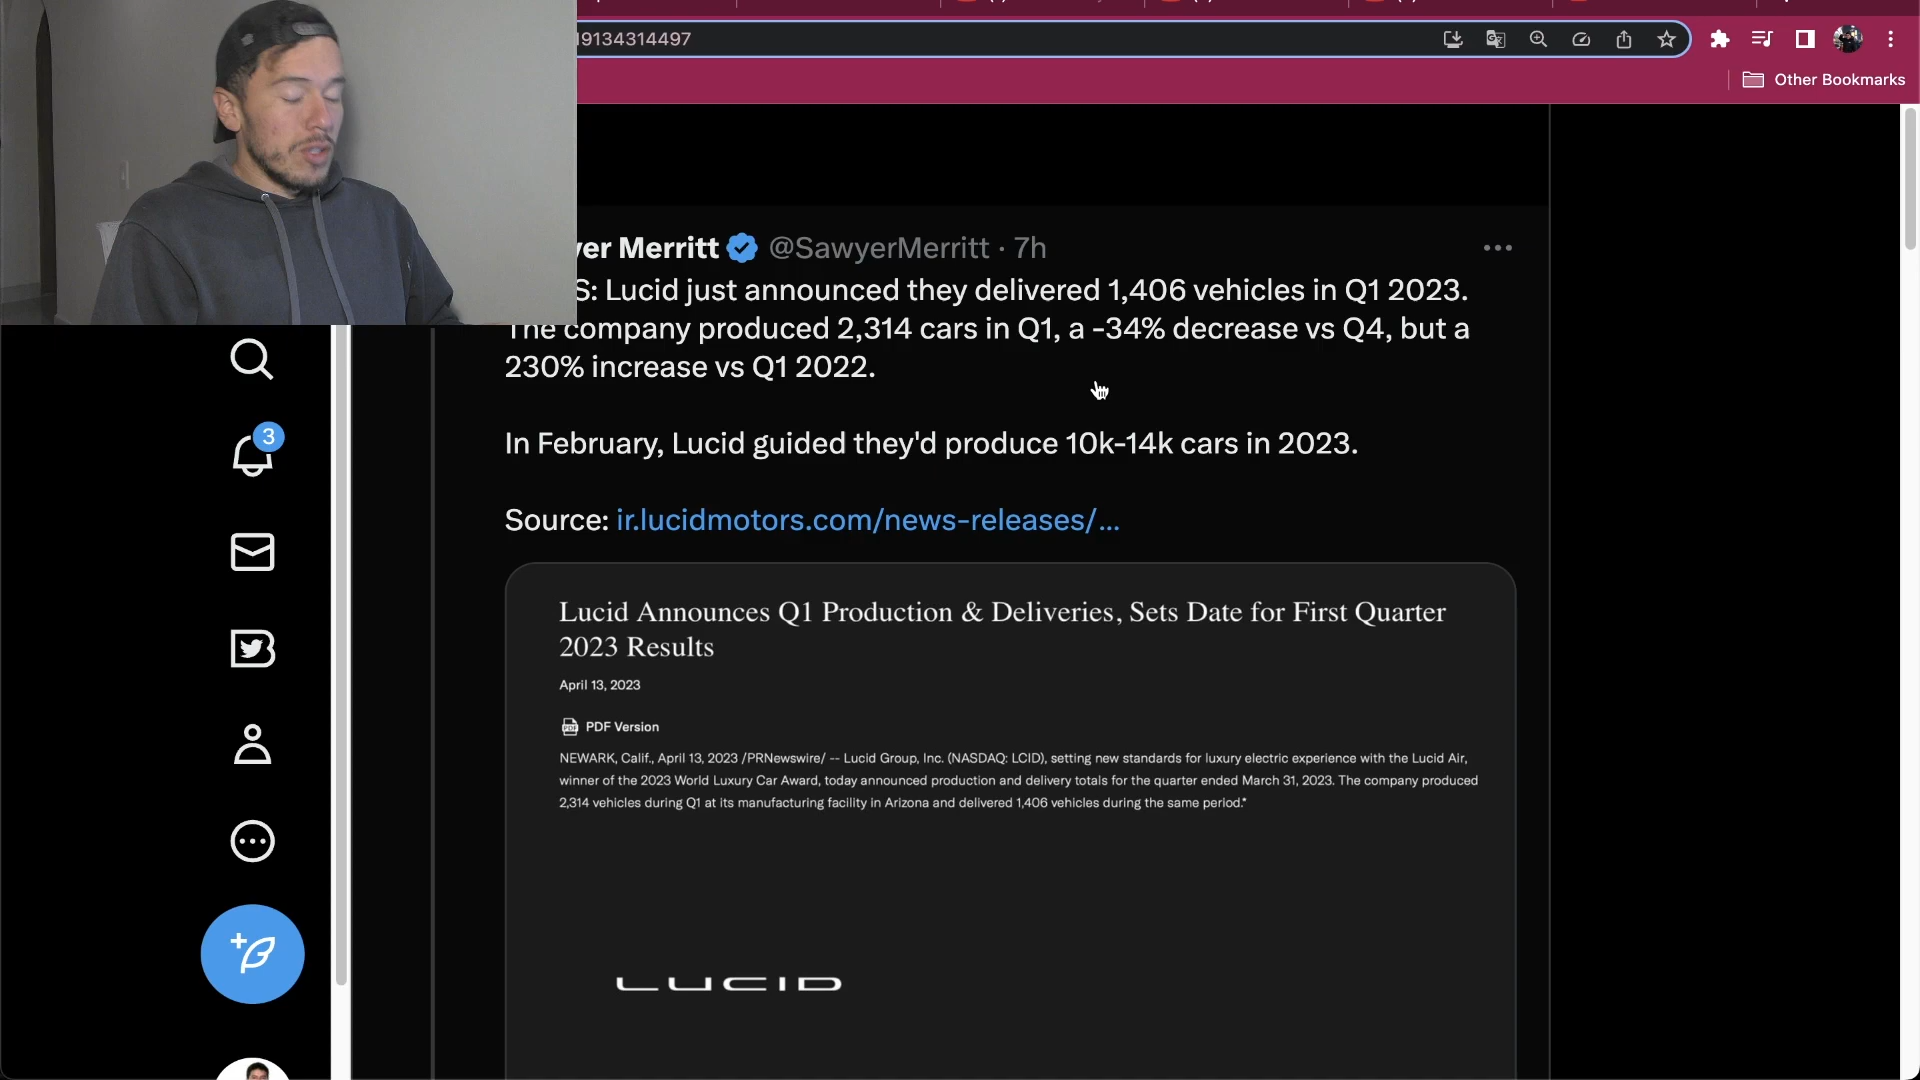 19134314497
Other Bookmarks
yer Merritt @SawyerMerritt · 7h
S: Lucid just announced they delivered 1,406 vehicles in Q1 2023.
The company produced 2,314 cars in Q1, a -34% decrease vs Q4, but a
230% increase vs Q1 2022.
In February, Lucid guided they'd produce 10k-14k cars in 2023.
Source: ir.lucidmotors.com/news-releases/...
3
Lucid Announces Q1 Production & Deliveries, Sets Date for First Quarter
2023 Results
April 13, 2023
PDF Version
NEWARK, Calif., April 13, 2023 /PRNewswire/ -- Lucid Group, Inc. (NASDAQ: LCID), setting new standards for luxury electric experience with the Lucid Air,
winner of the 2023 World Luxury Car Award, today announced production and delivery totals for the quarter ended March 31, 2023. The company produced
2,314 vehicles during Q1 at its manufacturing facility in Arizona and delivered 1,406 vehicles during the same period.*
LUCID